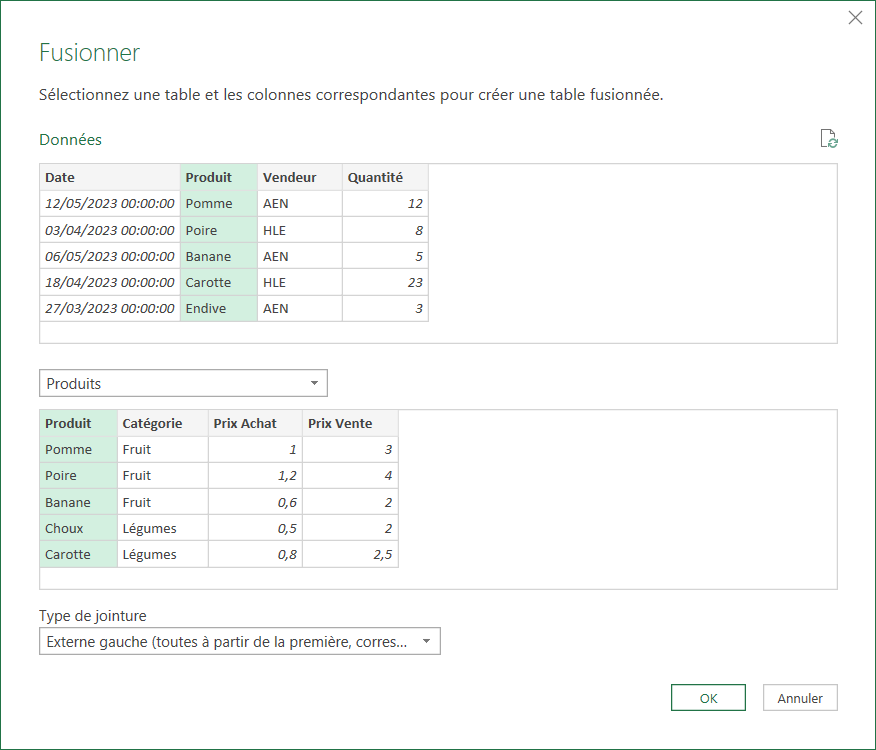 Fusionner
Sélectionnez une table et les colonnes correspondantes pour créer une table fusionnée.
Données
Date Produit Vendeur Quantité
12/05/2023 00:00:00 Pomme AEN 12
03/04/2023 00:00:00 Poire HLE 8
06/05/2023 00:00:00 Banane AEN 5
18/04/2023 00:00:00 Carotte HLE 23
27/03/2023 00:00:00 Endive AEN 3
Produits
Produit Catégorie Prix Achat Prix Vente
Pomme Fruit 1 3
Poire Fruit 1,2 4
Banane Fruit 0,6 2
Choux Légumes 0,5 2
Carotte Légumes 0,8 2,5
Type de jointure
Externe gauche (toutes à partir de la première, corres...
OK Annuler